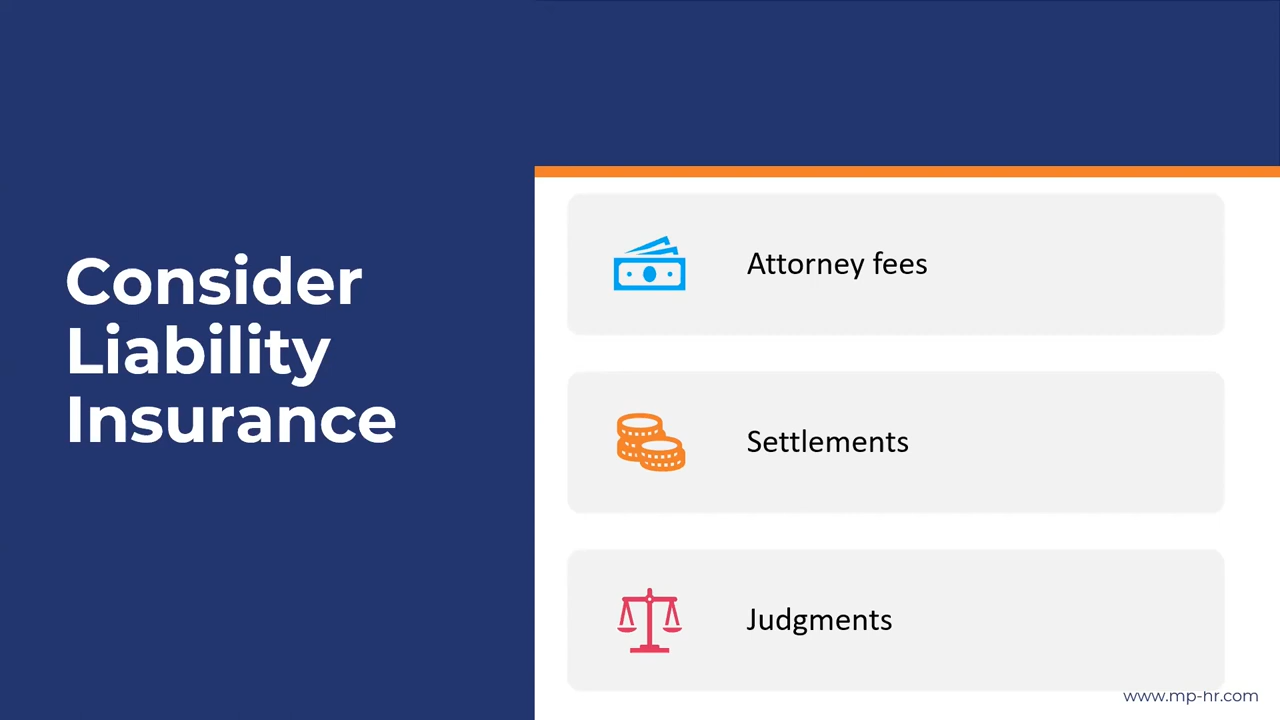 Consider
Liability
Insurance
Attorney fees
Settlements
Judgments
www.mp-hr.com